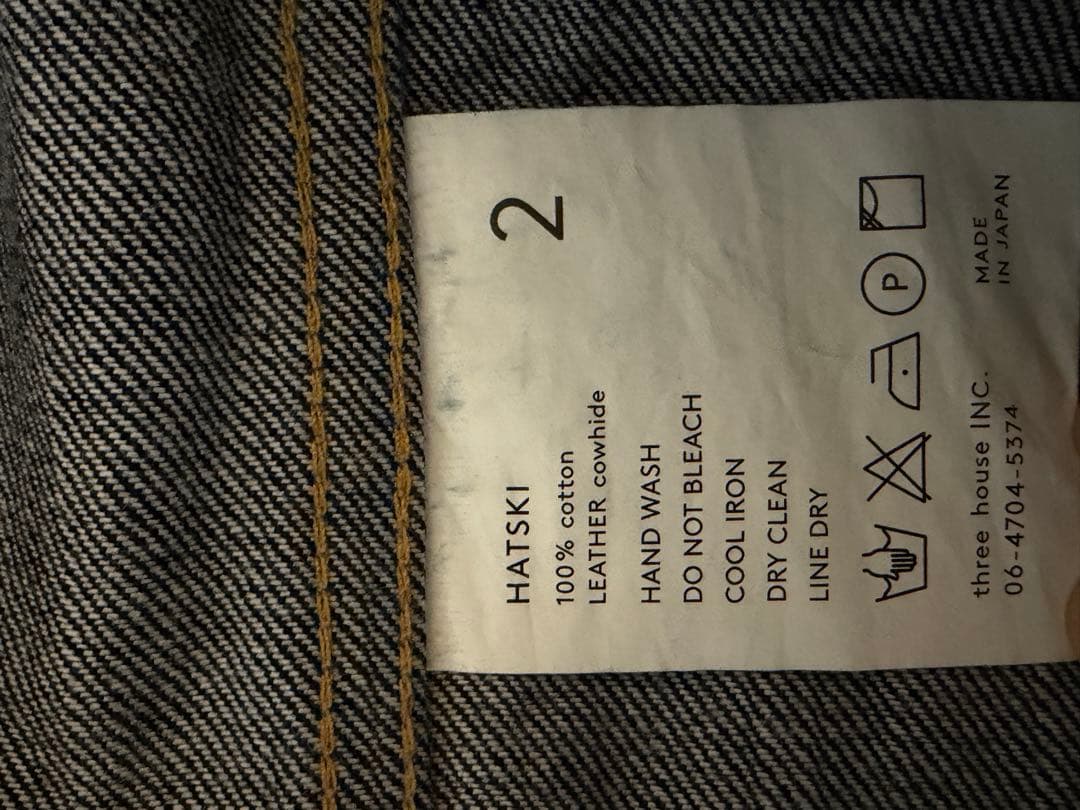 HATSKI
2
100% cotton
LEATHER cowhide
HAND WASH
DO NOT BLEACH
COOL IRON
DRY CLEAN
LINE DRY
P
three house INC.
06-4704-5374
MADE
IN JAPAN